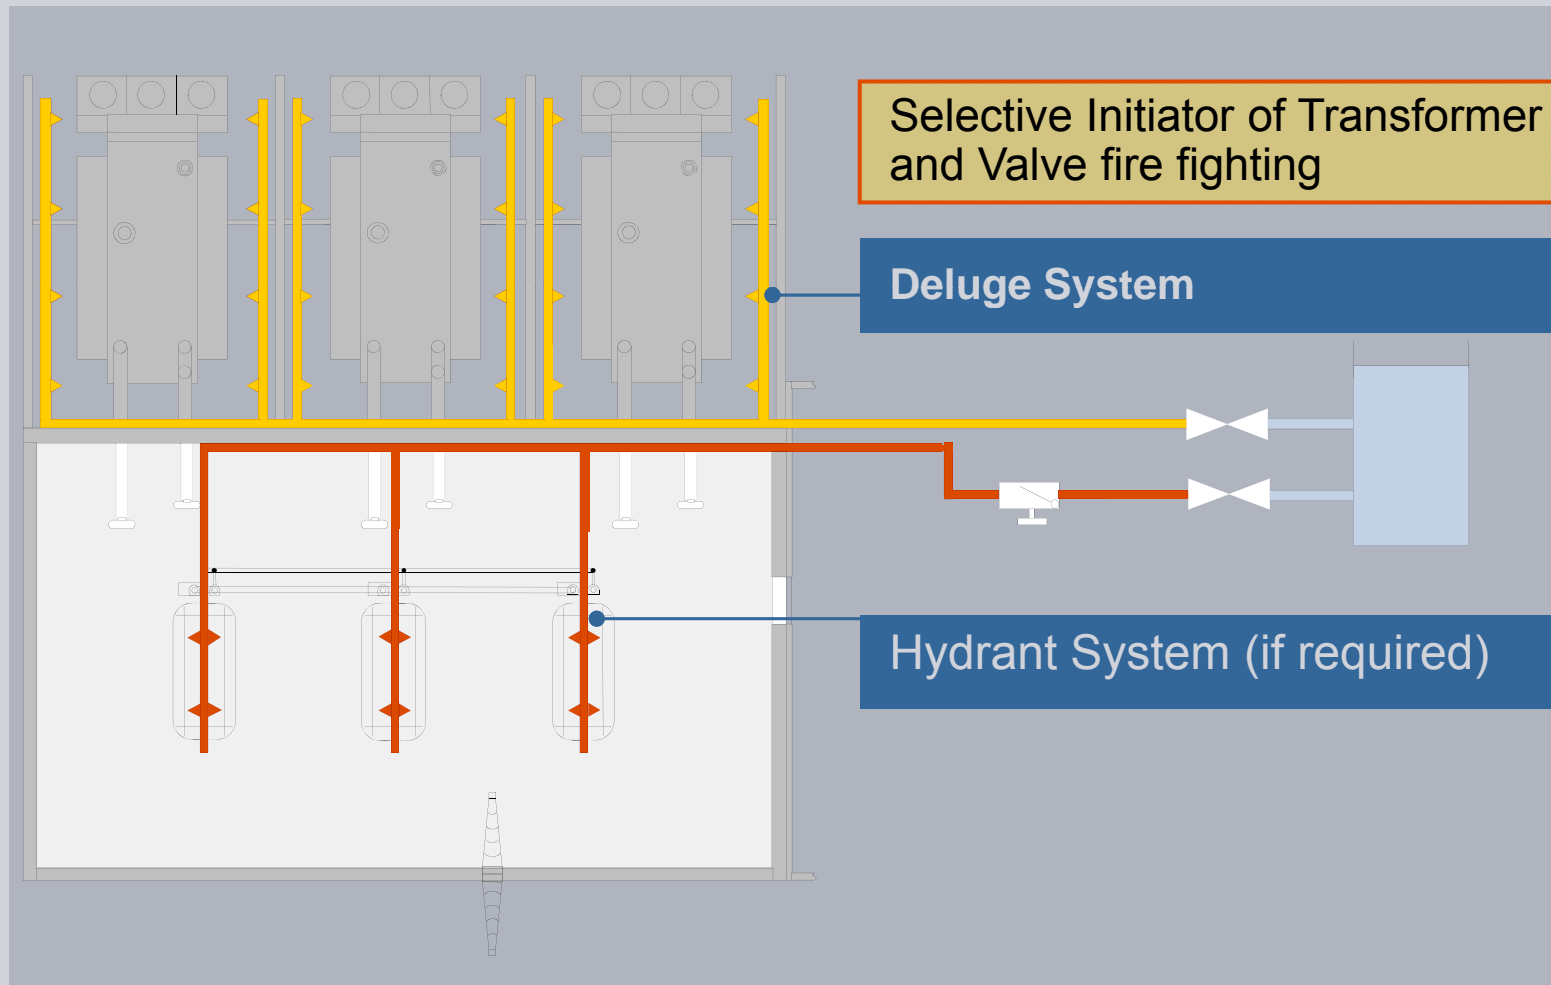 Selective Initiator of Transformer
and Valve fire fighting
Deluge System
Hydrant System (if required)